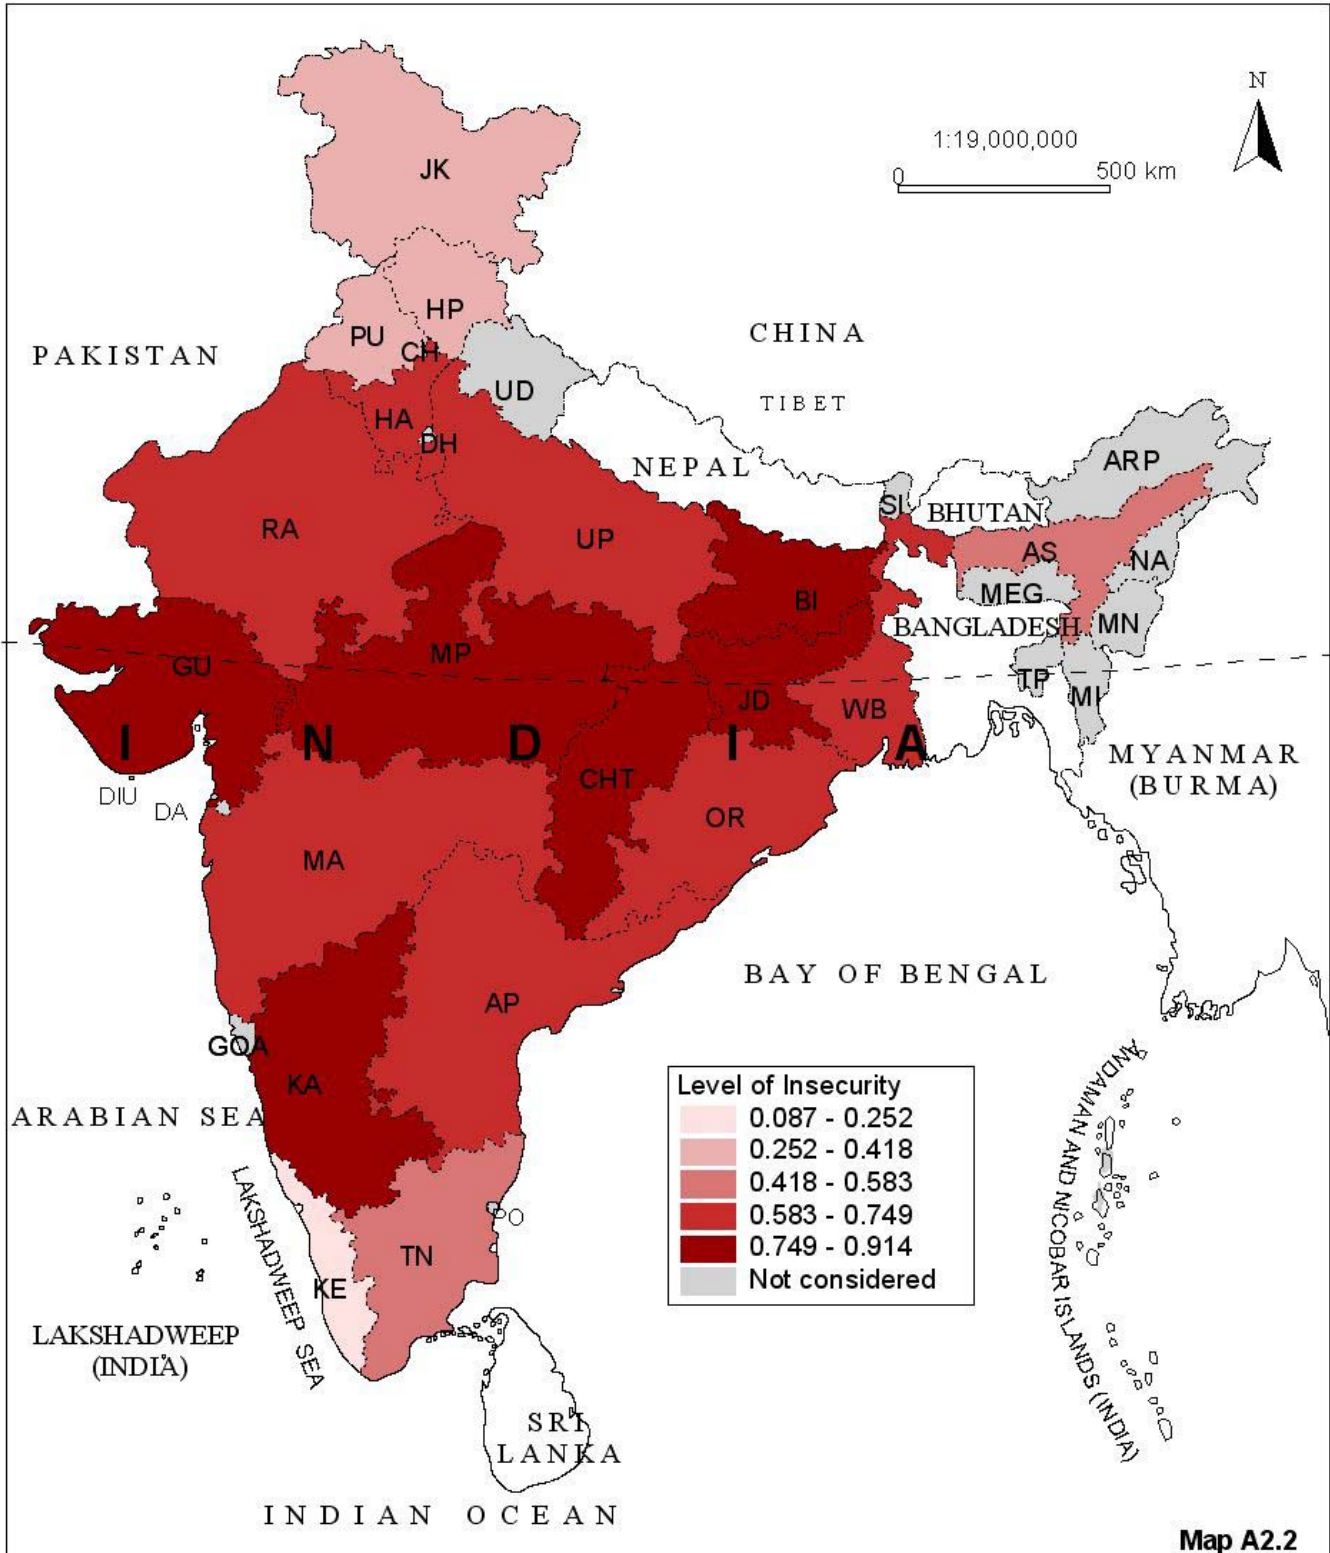 N
1:19,000,000
0
500 km
JK
HP
PU
CH
CHINA
PAKISTAN
UD
TIBET
HA
DH
NEPAL
ARP
SI
BHUTAN
RA
UP
AS
NA
MEG
BI
BANGLADESH
MN
MP
GU
TP
MI
JD
WB
I N D I A
MYANMAR
(BURMA)
CHT
DIU
DA
OR
MA
BAY OF BENGAL
AP
GOA
KA
ARABIAN SEA
Level of Insecurity
0.087 - 0.252
0.252 - 0.418
0.418 - 0.583
0.583 - 0.749
0.749 - 0.914
Not considered
ANDAMAN AND NICOBAR ISLANDS (INDIA)
LAKSHADWEEP SEA
PO
TN
KE
LAKSHADWEEP
(INDIA)
SRI
LANKA
INDIAN OCEAN
Map A2.2